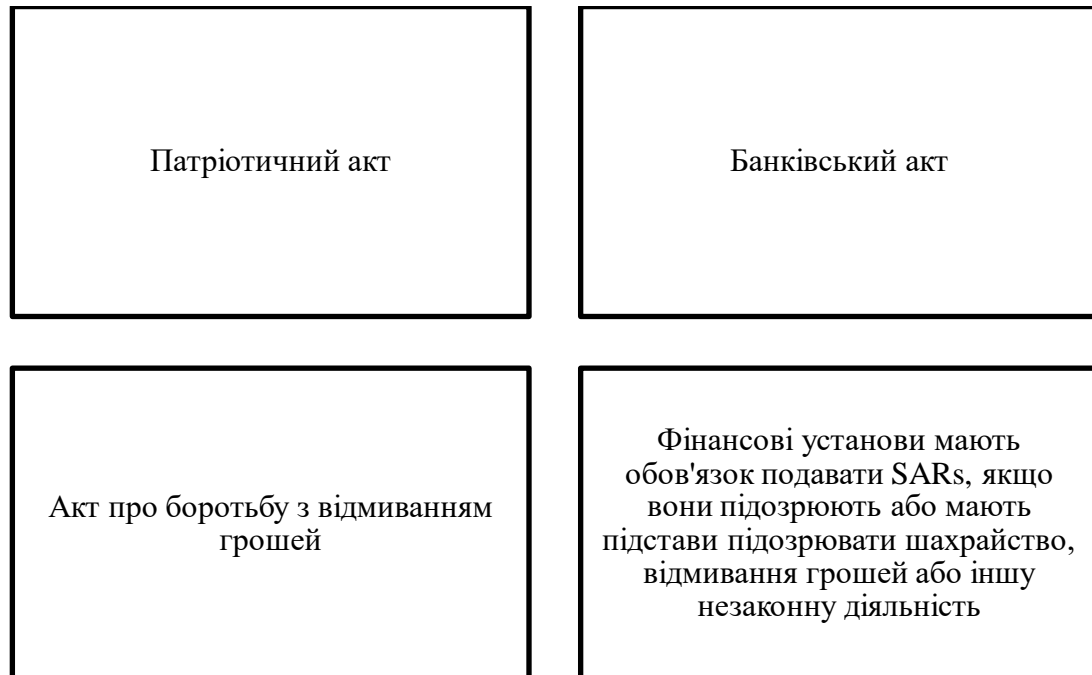 Патріотичний акт
Банківський акт
Акт про боротьбу з відмиванням
грошей
Фінансові установи мають
обов'язок подавати SARs, якщо
вони підозрюють або мають
підстави підозрювати шахрайство,
відмивання грошей або іншу
незаконну діяльність